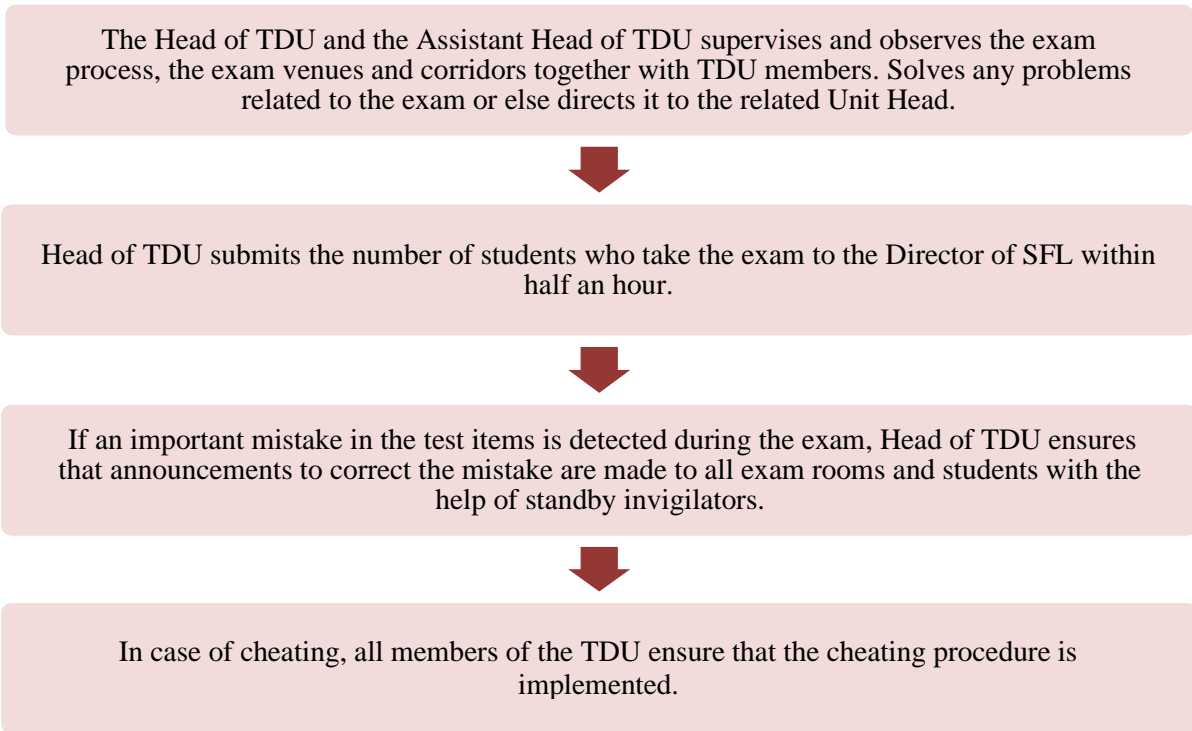 The Head of TDU and the Assistant Head of TDU supervises and observes the exam
process, the exam venues and corridors together with TDU members. Solves any problems
related to the exam or else directs it to the related Unit Head.
Head of TDU submits the number of students who take the exam to the Director of SFL within
half an hour.
If an important mistake in the test items is detected during the exam, Head of TDU ensures
that announcements to correct the mistake are made to all exam rooms and students with the
help of standby invigilators.
In case of cheating, all members of the TDU ensure that the cheating procedure is
implemented.